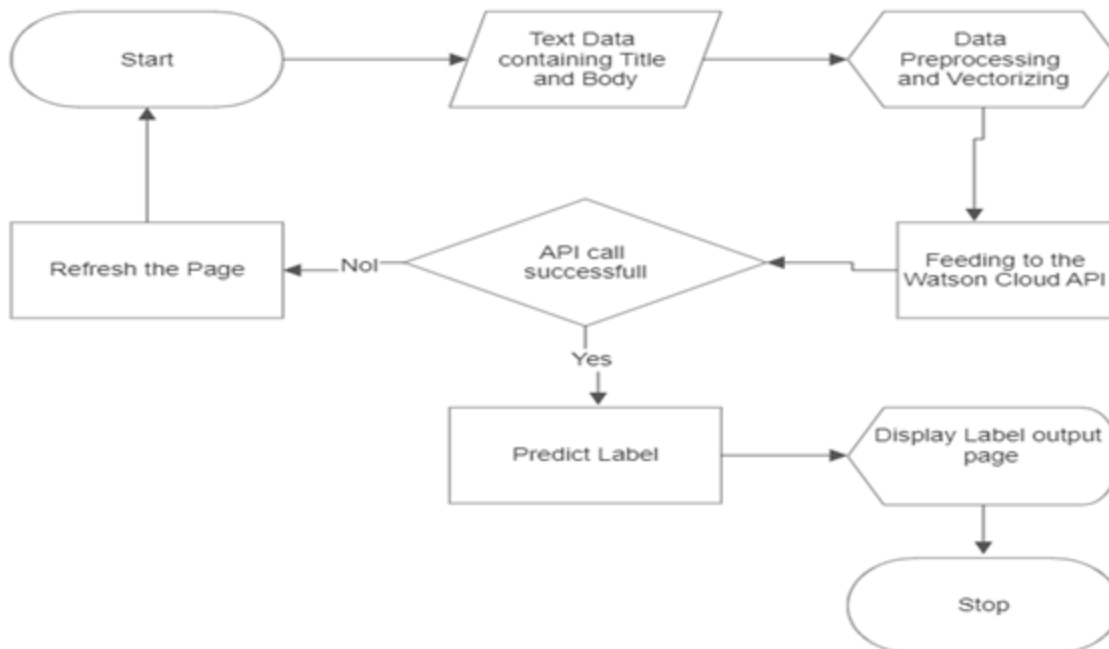 Start
Text Data
containing Title
and Body
Data
Preprocessing
and Vectorizing
Refresh the Page
NoI
API call
successfull
Feeding to the
Watson Cloud API
Yes
Predict Label
Display Label output
page
Stop